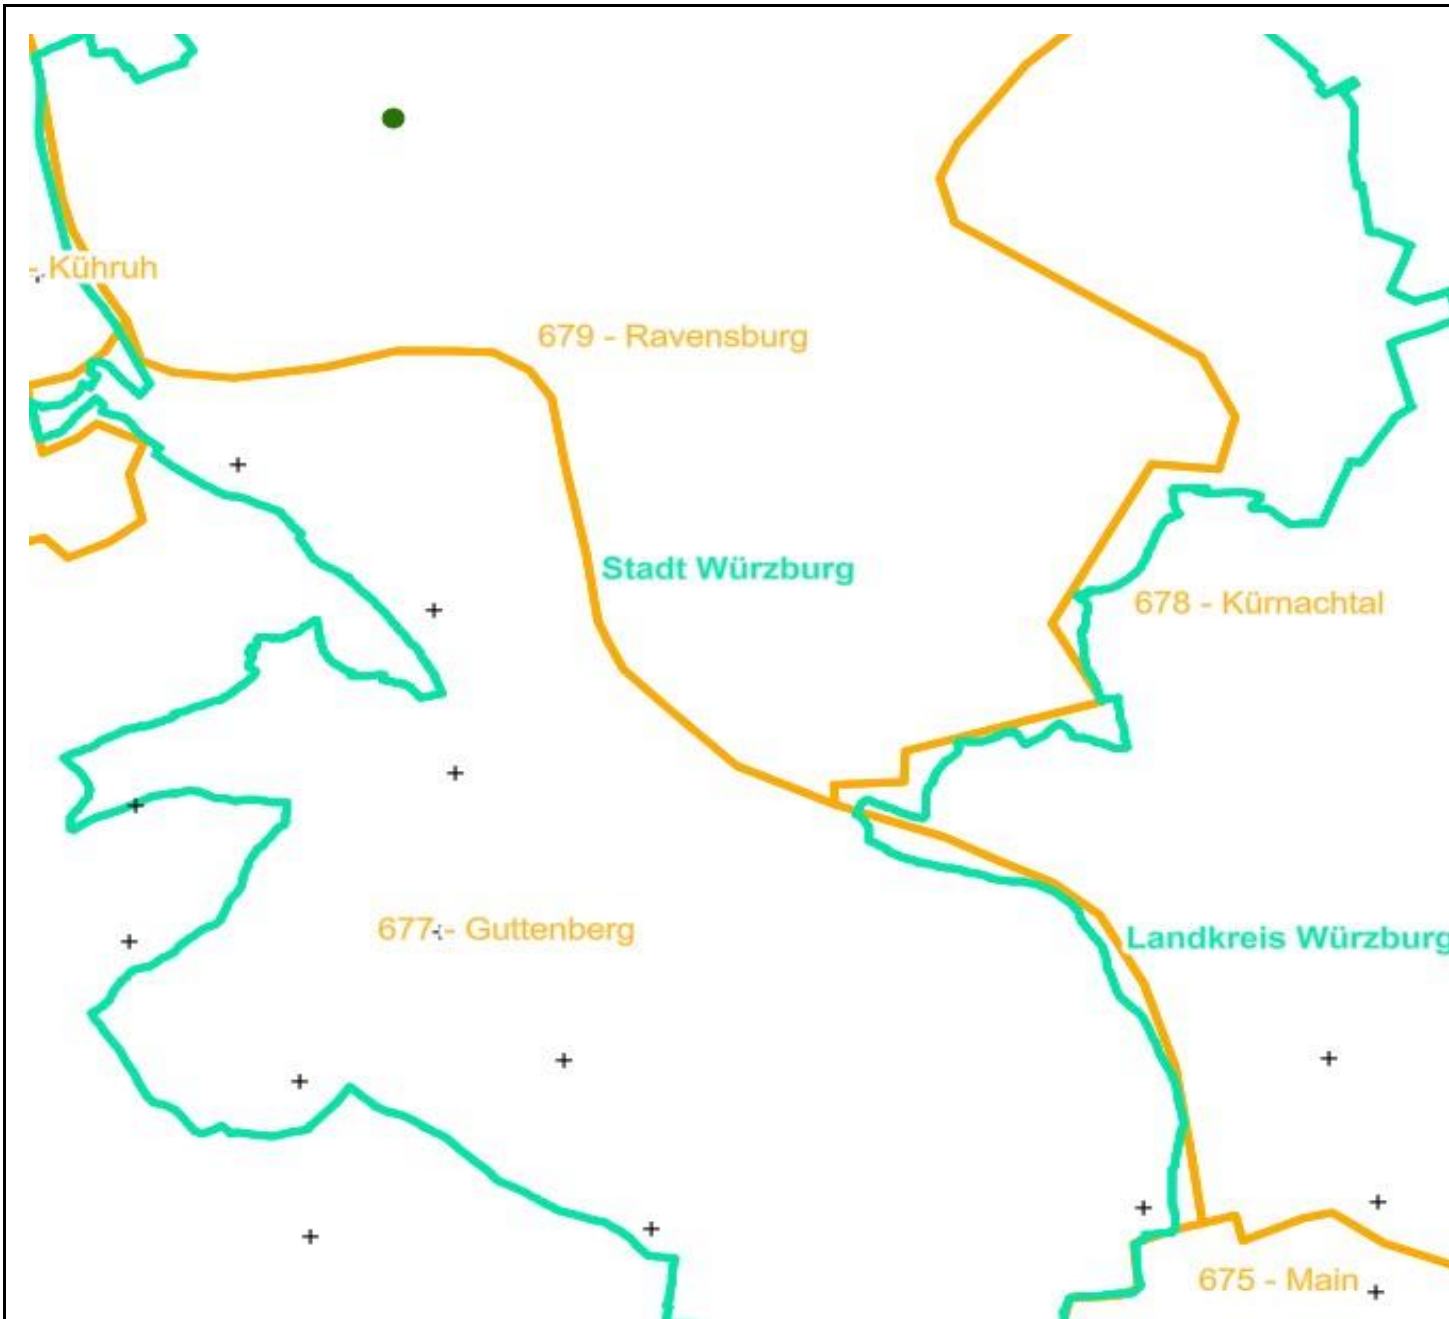 - Kühruh
679 - Ravensburg
Stadt Würzburg
678 - Kürnachtal
677 - Guttenberg
Landkreis Würzburg
675 - Main